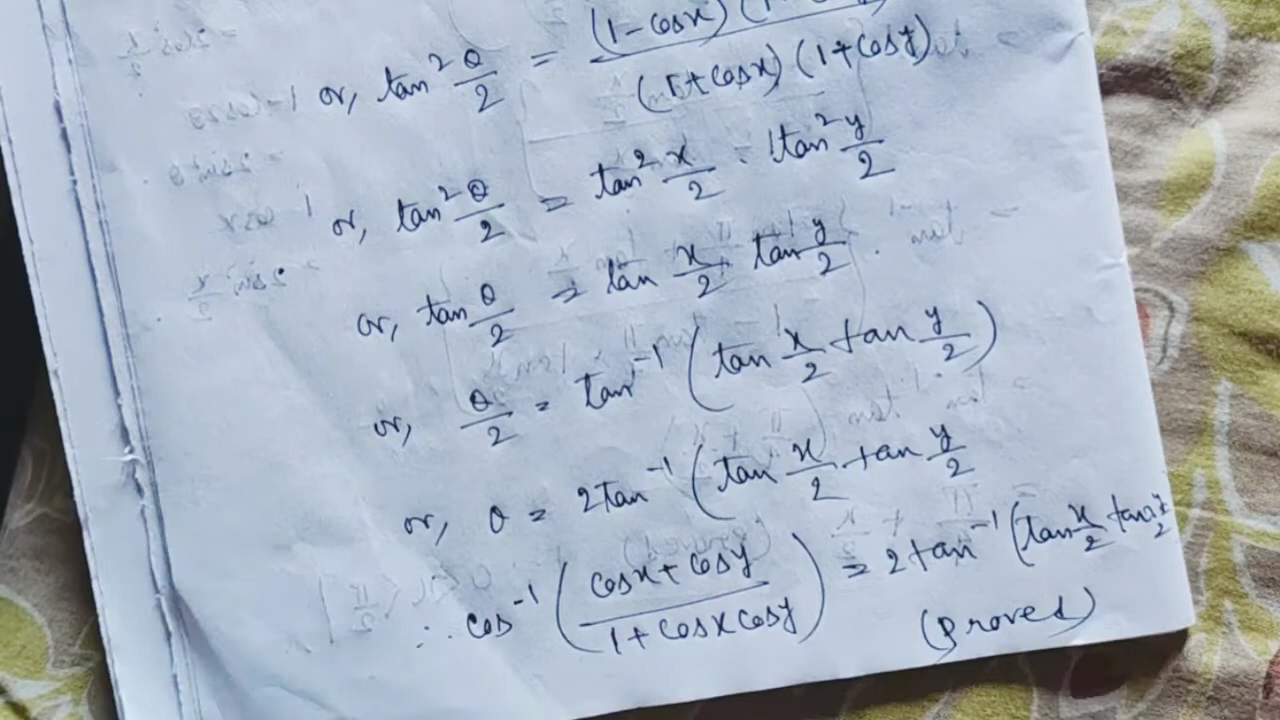 or, tan² θ/2 = (1-cosx) / (1+cosx) (1+cosy)
or, tan² θ/2 = tan² x/2 · tan² y/2
or, tan θ/2 = tan x/2 tan y/2 .
or, θ/2 = tan⁻¹ (tan x/2 tan y/2)
or, θ = 2tan⁻¹ (tan x/2 tan y/2
∴ cos⁻¹ (cosx + cosy / 1 + cosx cosy) = 2tan⁻¹ (tan x/2 tan y/2
(proved)